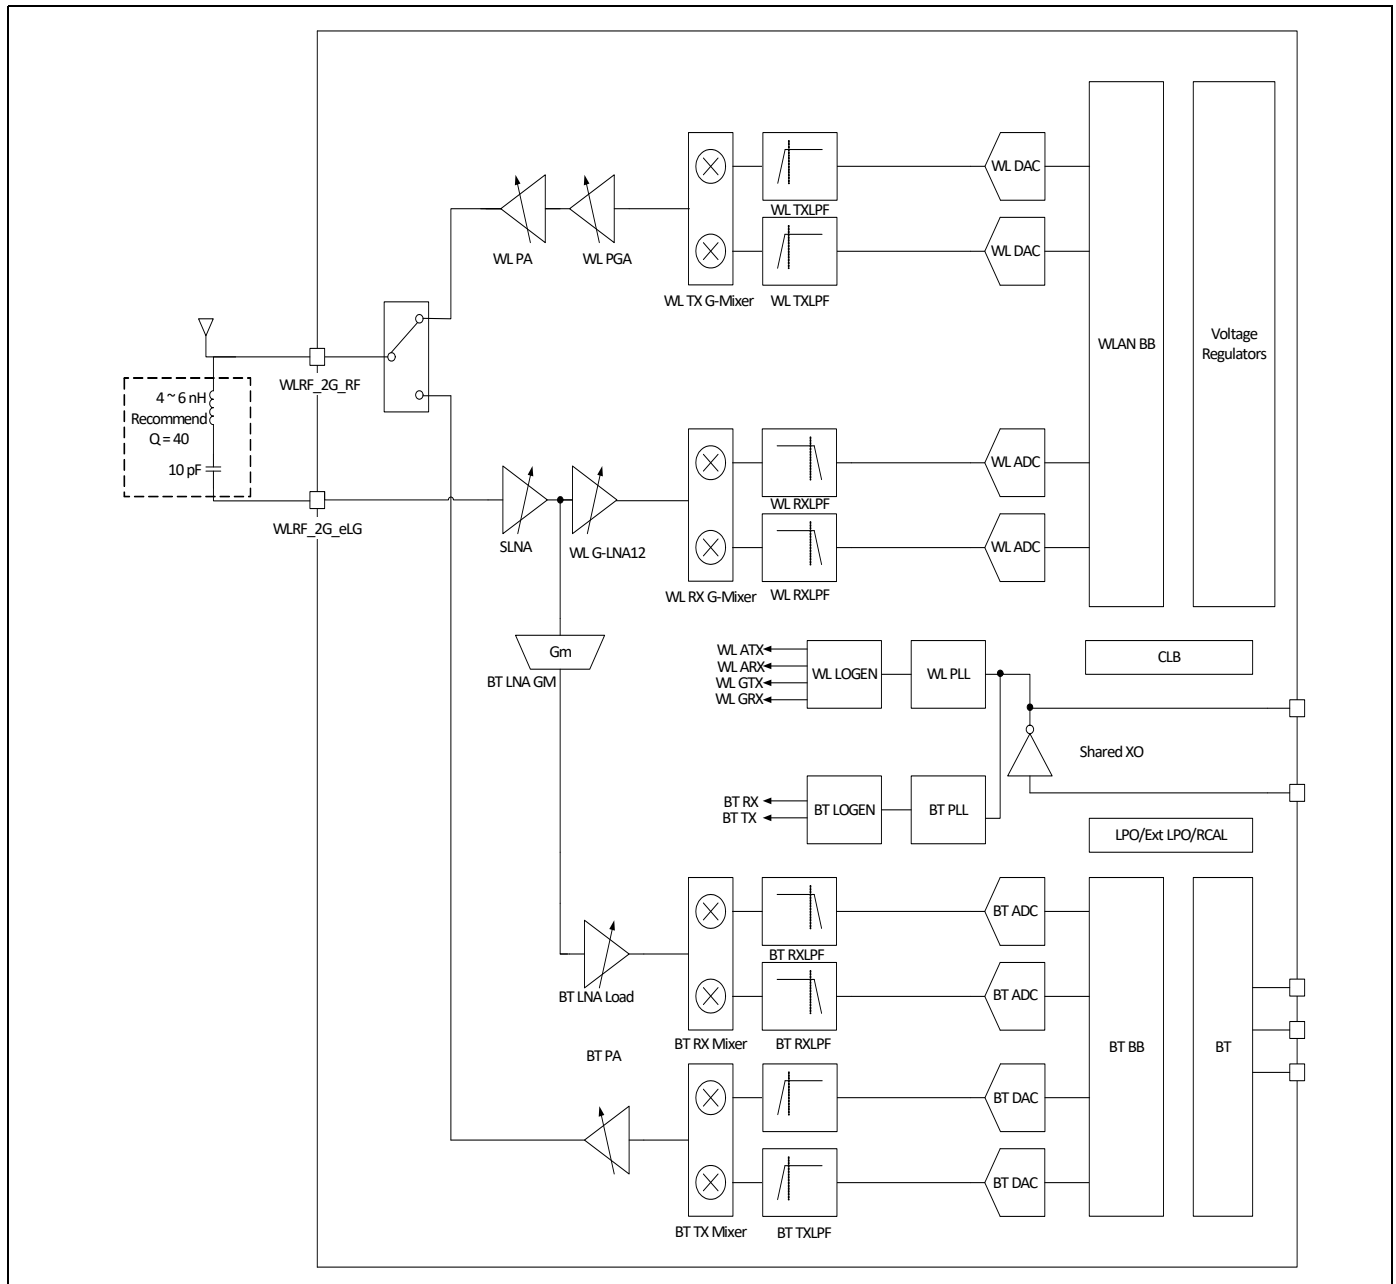 WL DAC
WL TXLPF
WL DAC
WL PA
WL PGA
WL TX G-Mixer
WL TXLPF
WLAN BB
Voltage
Regulators
WLRF_2G_RF
4 ~ 6 nH
Recommend
Q = 40
10 pF
WLRF_2G_eLG
SLNA
WL G-LNA12
WL ADC
WL RXLPF
WL ADC
WL RX G-Mixer
WL RXLPF
Gm
BT LNA GM
WL ATX
WL ARX
WL GTX
WL GRX
WL LOGEN
WL PLL
CLB
Shared XO
BT RX
BT TX
BT LOGEN
BT PLL
LPO/Ext LPO/RCAL
BT ADC
BT RXLPF
BT ADC
BT LNA Load
BT RX Mixer
BT RXLPF
BT PA
BT BB
BT
BT DAC
BT DAC
BT TX Mixer
BT TXLPF